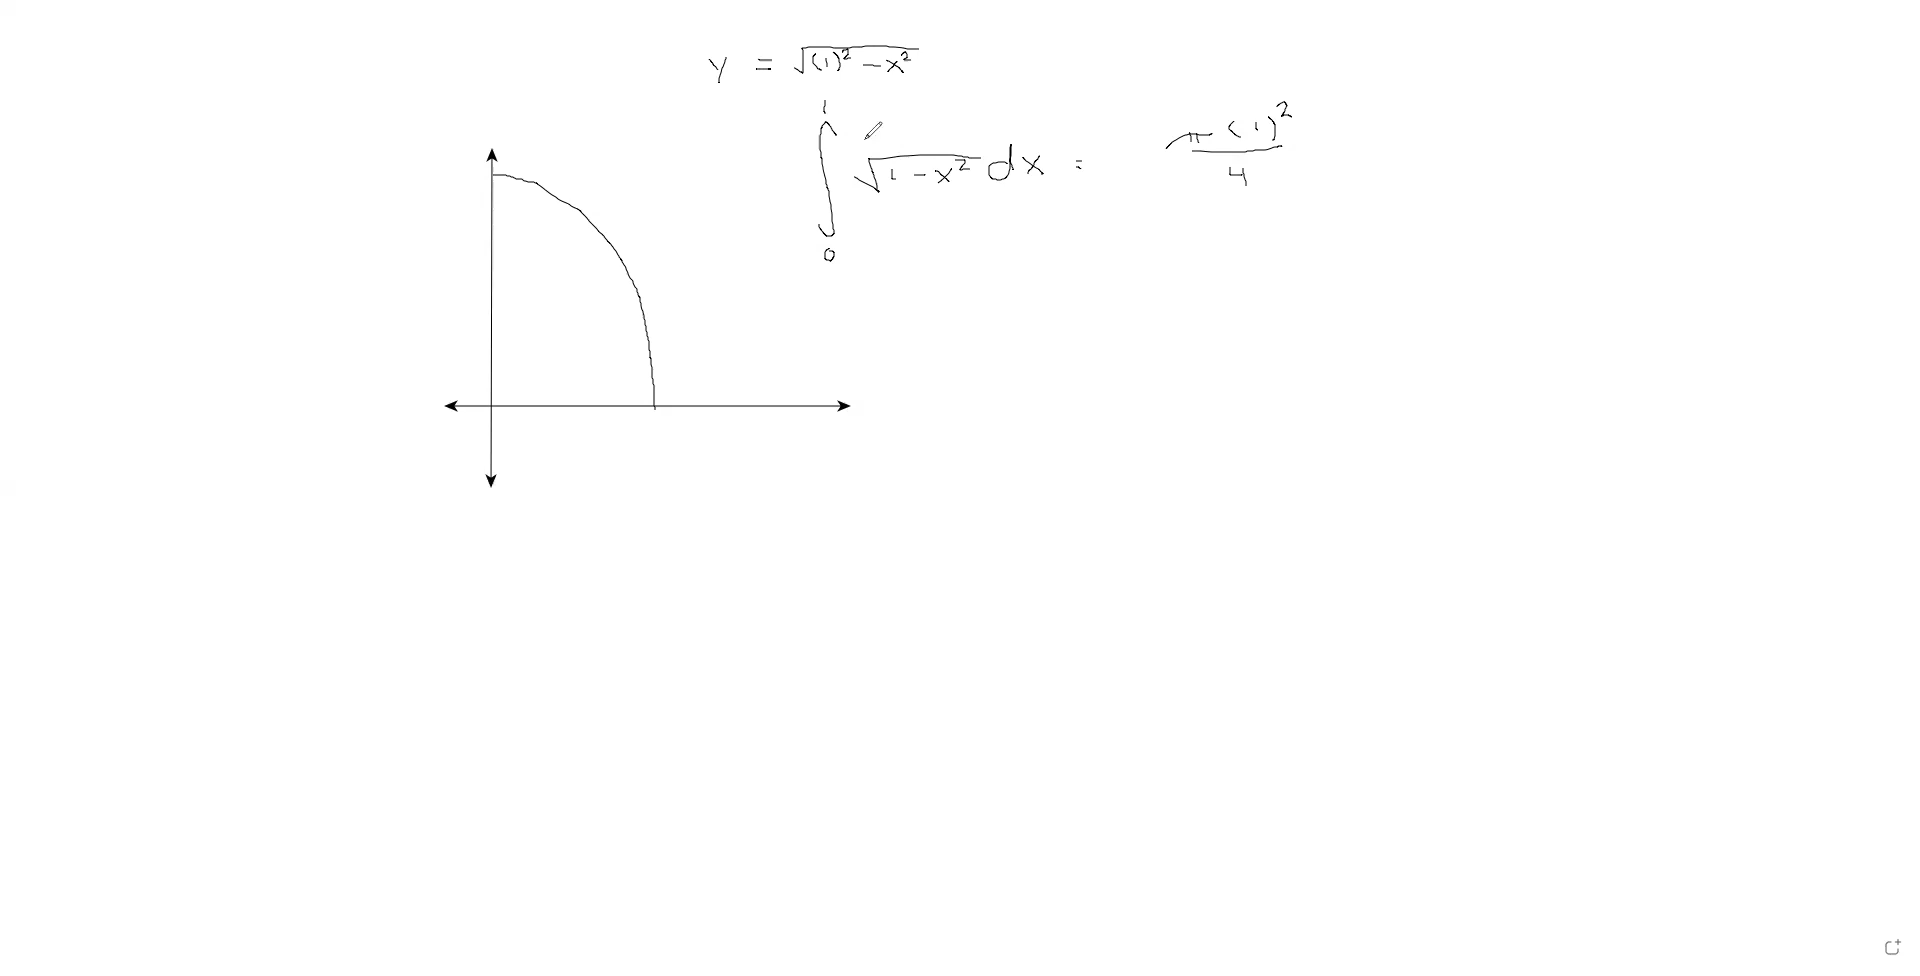 y = √((1)² - x²)
∫₀¹ √(1 - x²) dx = π(1)²/4